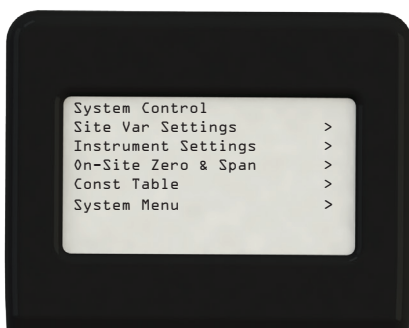 System Control
Site Var Settings >
Instrument Settings >
On-Site Zero & Span >
Const Table >
System Menu >